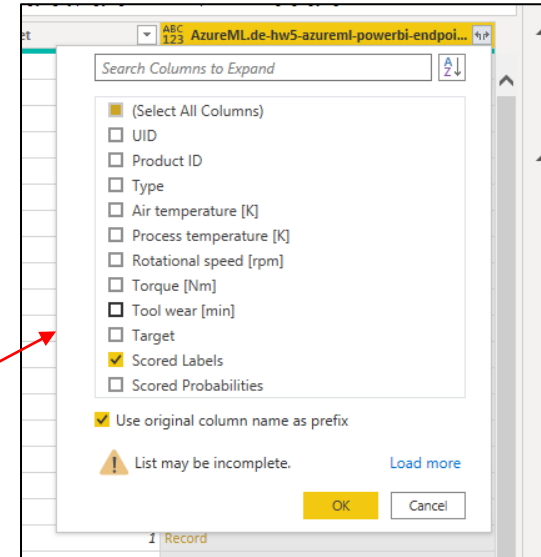 et
ABC
123 AzureML.de-hw5-azureml-powerbi-endpoi...
Search Columns to Expand
A
Z
(Select All Columns)
UID
Product ID
Type
Air temperature [K]
Process temperature [K]
Rotational speed [rpm]
Torque [Nm]
Tool wear [min]
Target
Scored Labels
Scored Probabilities
Use original column name as prefix
List may be incomplete. Load more
OK Cancel
1 Record